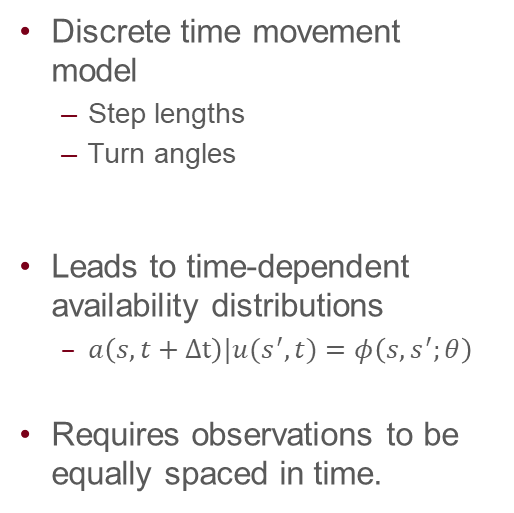 • Discrete time movement
model
– Step lengths
– Turn angles
• Leads to time-dependent
availability distributions
– 𝑎(𝑠, 𝑡 + Δt)|𝑢(𝑠′, 𝑡) = 𝜙(𝑠, 𝑠′; 𝜃)
• Requires observations to be
equally spaced in time.